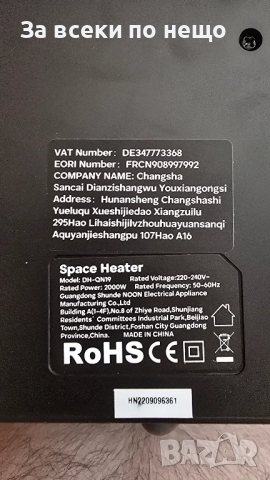 За всеки по нещо
VAT Number: DE347773368
EORI Number: FRCN908997992
COMPANY NAME: Changsha
Sancai Dianzishangwu Youxiangongsi
Address: Hunansheng Changshashi
Yueluqu Xueshijiedao Xiangzuilu
295Hao Lihaishijilvzhouhuayuansanqi
Aquyanjieshangpu 107Hao A16
Space Heater
Model: DH-QN19 Rated Voltage:220-240V~
Rated Power: 2000W Rated Frequency: 50-60Hz
Guangdong Shunde NOON Electrical Appliance
Manufacturing Co.,Ltd
Building A(1-4F),No.8 of Zhiye Road,Shunjiang
Residents' Committees Industrial Park,Beijiao
Town,Shunde District,Foshan City Guangdong
Province,China.
MADE IN CHINA
RoHS CE
HN2209096361
bazar